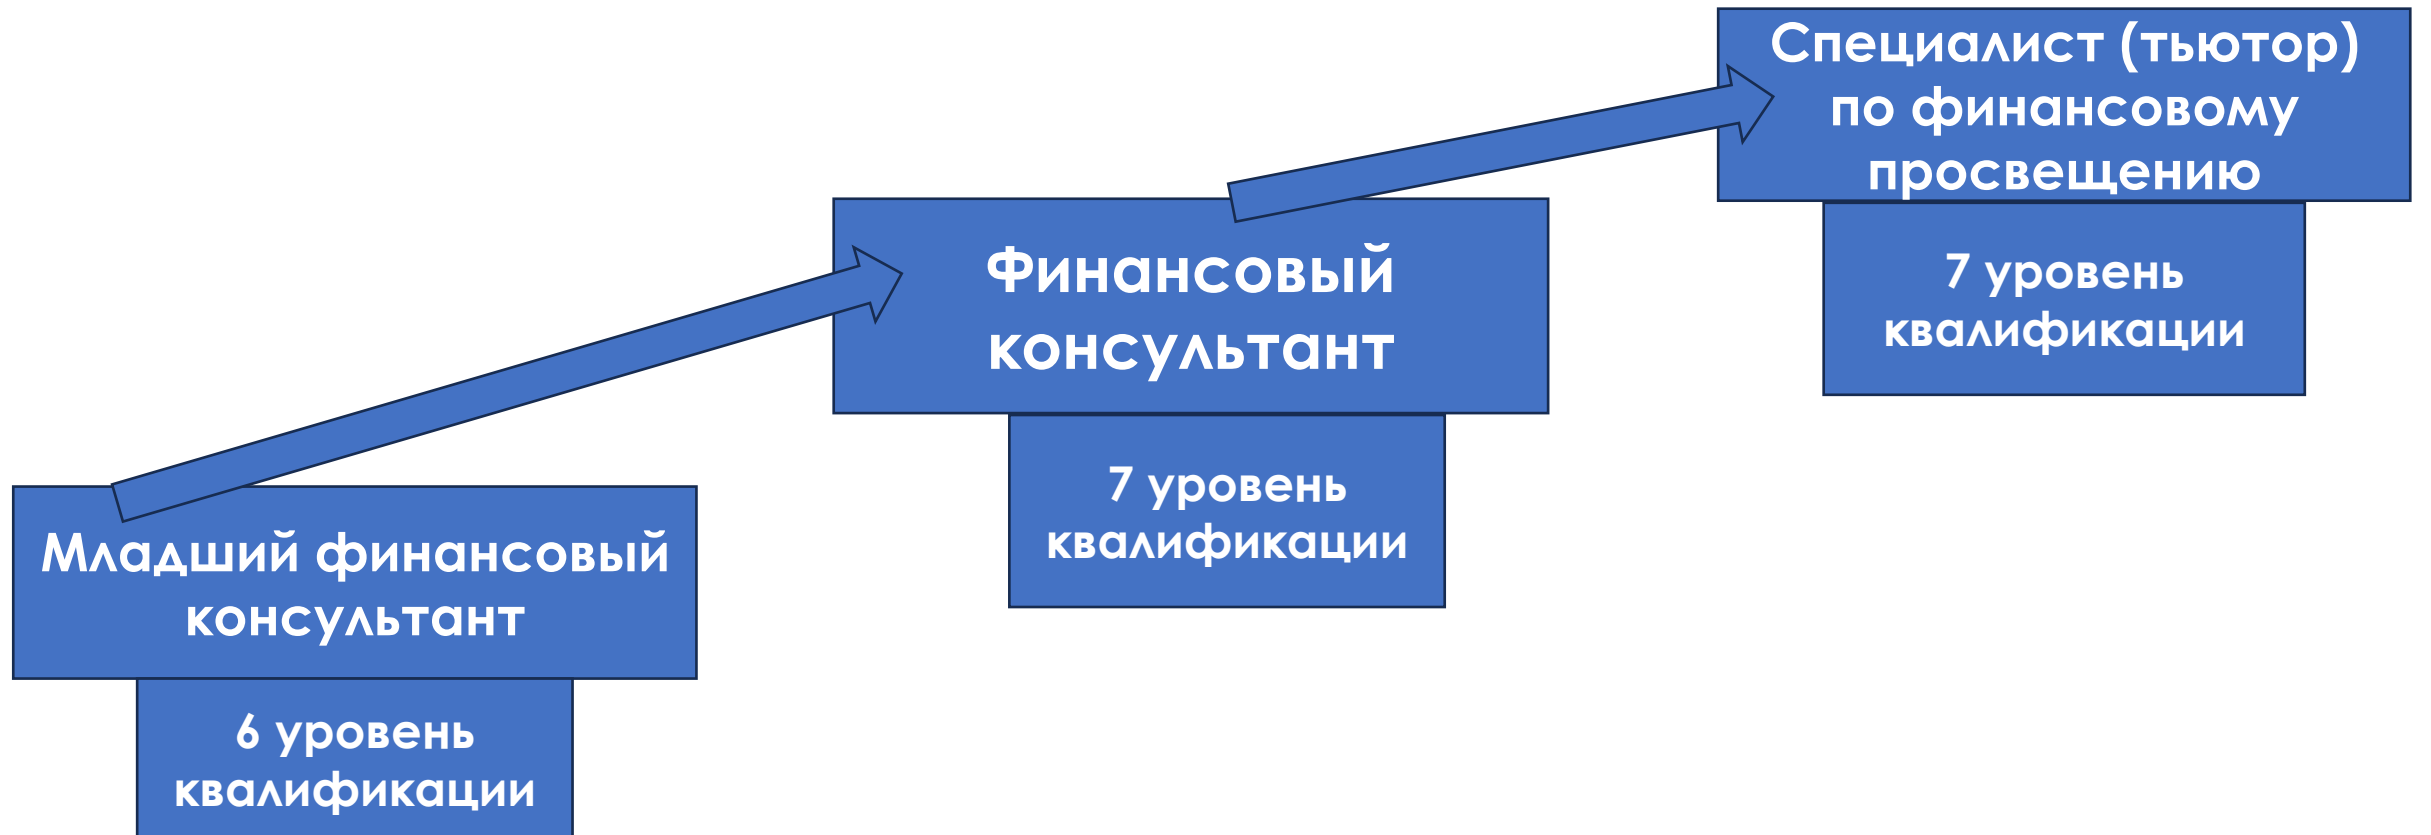 Специалист (тьютор)
по финансовому
просвещению
7 уровень
квалификации
Финансовый
консультант
7 уровень
квалификации
Младший финансовый
консультант
6 уровень
квалификации